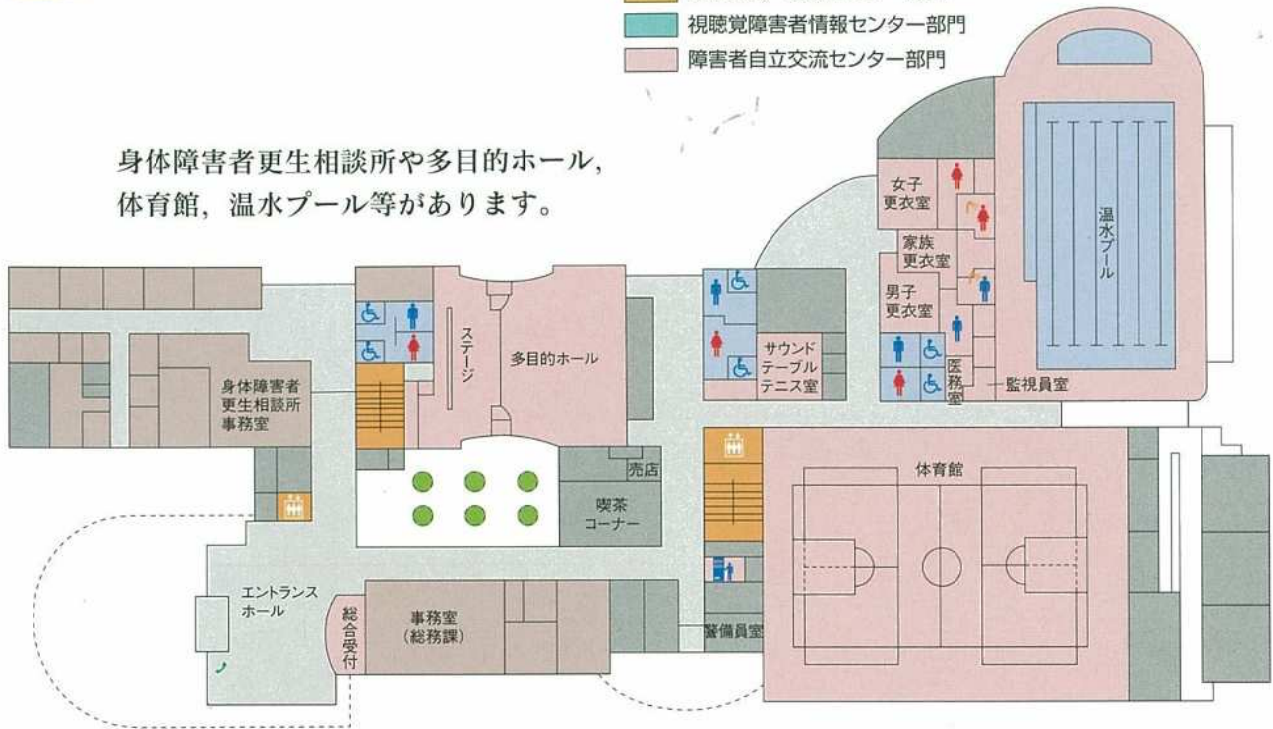 視聴覚障害者情報センター部門
障害者自立交流センター部門
身体障害者更生相談所や多目的ホール,
体育館, 温水プール等があります。
女子
更衣室
家族
更衣室
男子
更衣室
温水プール
医務室
監視員室
ステージ
多目的ホール
サウンド
テーブル
テニス室
身体障害者
更生相談所
事務室
売店
喫茶
コーナー
体育館
エントランス
ホール
総合受付
事務室
(総務課)
警備員室